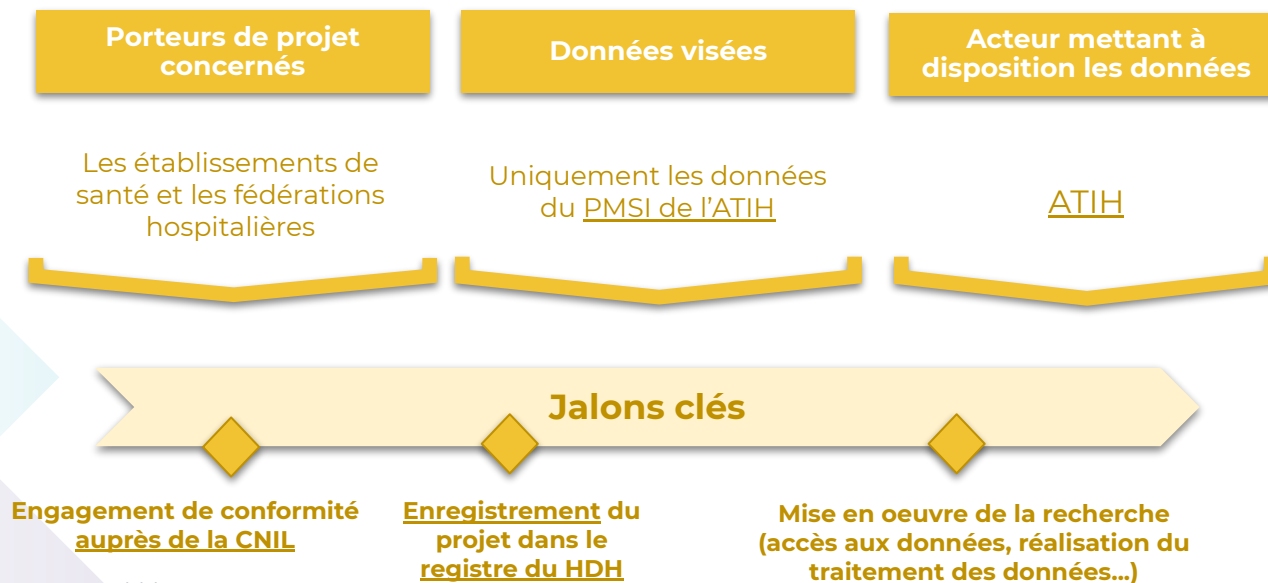 Porteurs de projet
concernés
Données visées
Acteur mettant à
disposition les données
Les établissements de
santé et les fédérations
hospitalières
Uniquement les données
du PMSI de l’ATIH
ATIH
Jalons clés
Engagement de conformité
auprès de la CNIL
Enregistrement du
projet dans le
registre du HDH
Mise en oeuvre de la recherche
(accès aux données, réalisation du
traitement des données...)